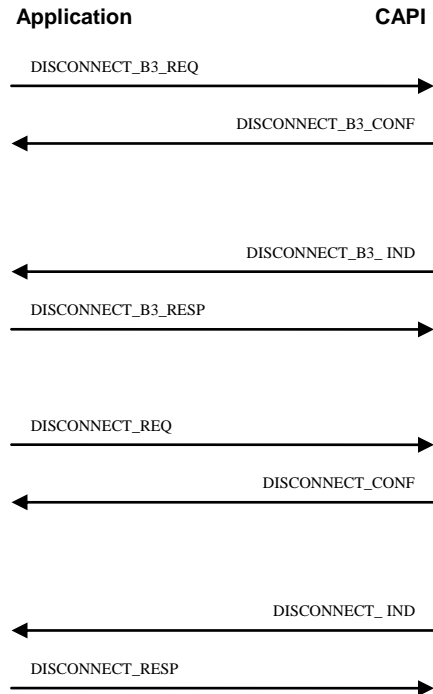 Application CAPI
DISCONNECT_B3_REQ
DISCONNECT_B3_CONF
DISCONNECT_B3_ IND
DISCONNECT_B3_RESP
DISCONNECT_REQ
DISCONNECT_CONF
DISCONNECT_ IND
DISCONNECT_RESP